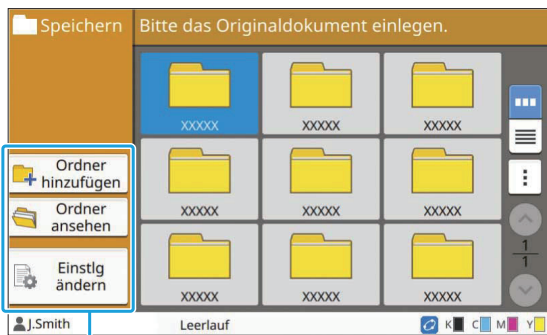 Speichern
Bitte das Originaldokument einlegen.
XXXXX XXXXX XXXXX
Ordner
hinzufügen
XXXXX XXXXX XXXXX
Ordner
ansehen
1
1
Einstlg
ändern
XXXXX XXXXX XXXXX
J.Smith
Leerlauf
K C M Y